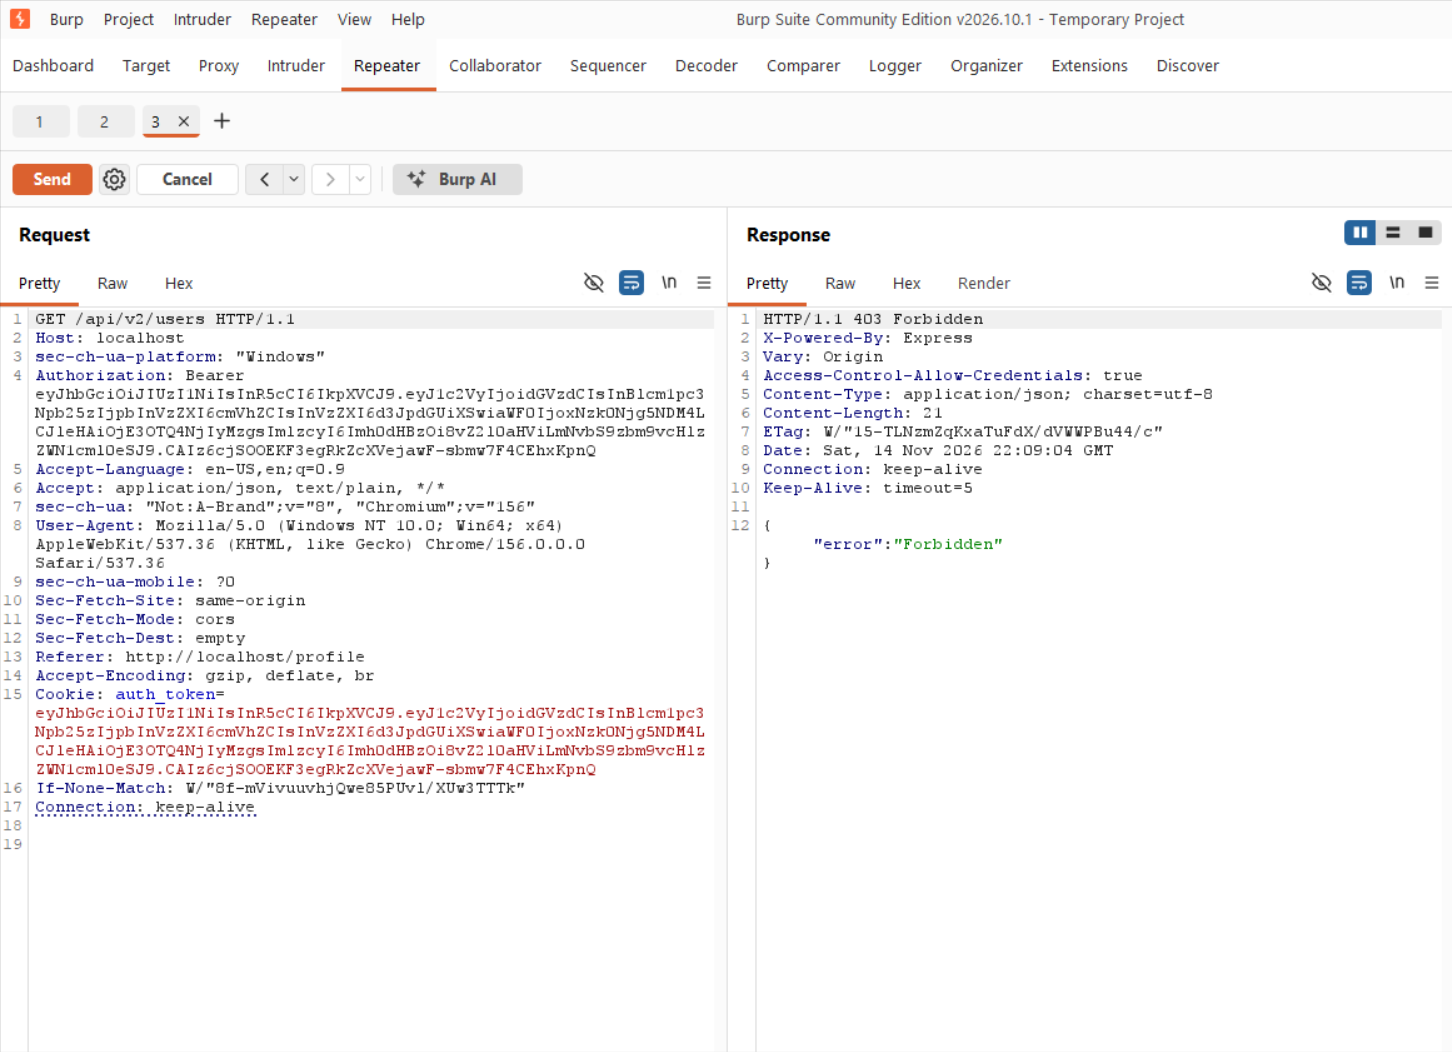 Burp Project Intruder Repeater View Help Burp Suite Community Edition v2026.10.1 - Temporary Project
Dashboard Target Proxy Intruder Repeater Collaborator Sequencer Decoder Comparer Logger Organizer Extensions Discover
1 2 3 × +
Send Cancel < > Burp AI
Request
Pretty Raw Hex \n
1 GET /api/v2/users HTTP/1.1
2 Host: localhost
3 sec-ch-ua-platform: "Windows"
4 Authorization: Bearer
eyJhbGciOiJIUzI1NiIsInR5cCI6IkpXVCJ9.eyJ1c2VyIjoidGVzdCIsInBlcm1pc3
Npb25zIjpbInVzZXI6cmVhZCIsInVzZXI6d3JpdGUiXSwiaWF0IjoxNzk0Njg5NDM4L
CJleHAiOjE3OTQ4NjIyMzgsImlzcyI6Imh0dHBzOi8vZ2l0aHViLmNvbS9zbm9vcHlz
ZWN1cml0eSJ9.CAIz6cjSOOEKF3egRkZcXVejawF-sbmw7F4CEhxKpnQ
5 Accept-Language: en-US,en;q=0.9
6 Accept: application/json, text/plain, */*
7 sec-ch-ua: "Not:A-Brand";v="8", "Chromium";v="156"
8 User-Agent: Mozilla/5.0 (Windows NT 10.0; Win64; x64)
AppleWebKit/537.36 (KHTML, like Gecko) Chrome/156.0.0.0
Safari/537.36
9 sec-ch-ua-mobile: ?0
10 Sec-Fetch-Site: same-origin
11 Sec-Fetch-Mode: cors
12 Sec-Fetch-Dest: empty
13 Referer: http://localhost/profile
14 Accept-Encoding: gzip, deflate, br
15 Cookie: auth_token=
eyJhbGciOiJIUzI1NiIsInR5cCI6IkpXVCJ9.eyJ1c2VyIjoidGVzdCIsInBlcm1pc3
Npb25zIjpbInVzZXI6cmVhZCIsInVzZXI6d3JpdGUiXSwiaWF0IjoxNzk0Njg5NDM4L
CJleHAiOjE3OTQ4NjIyMzgsImlzcyI6Imh0dHBzOi8vZ2l0aHViLmNvbS9zbm9vcHlz
ZWN1cml0eSJ9.CAIz6cjSOOEKF3egRkZcXVejawF-sbmw7F4CEhxKpnQ
16 If-None-Match: W/"8f-mVivuuvhjQwe85PUvl/XUw3TTTk"
17 Connection: keep-alive
18
19
Response
Pretty Raw Hex Render \n
1 HTTP/1.1 403 Forbidden
2 X-Powered-By: Express
3 Vary: Origin
4 Access-Control-Allow-Credentials: true
5 Content-Type: application/json; charset=utf-8
6 Content-Length: 21
7 ETag: W/"15-TLNzmZqKxaTuFdX/dVWWPBu44/c"
8 Date: Sat, 14 Nov 2026 22:09:04 GMT
9 Connection: keep-alive
10 Keep-Alive: timeout=5
11
12 {
"error":"Forbidden"
}